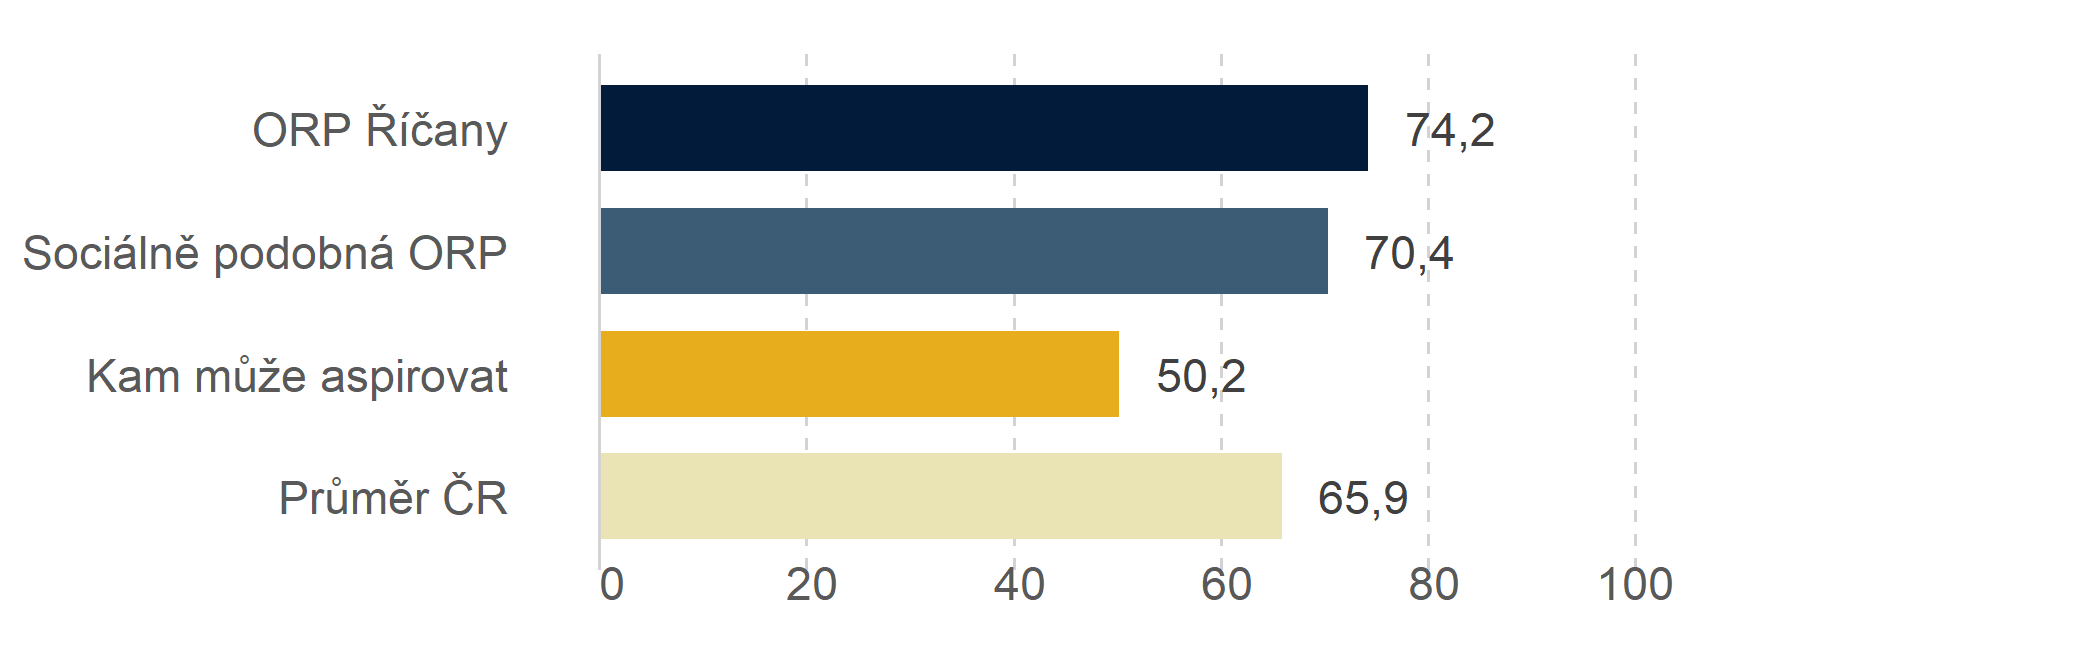 ORP Říčany 74,2
Sociálně podobná ORP 70,4
Kam může aspirovat 50,2
Průměr ČR 65,9
0 20 40 60 80 100